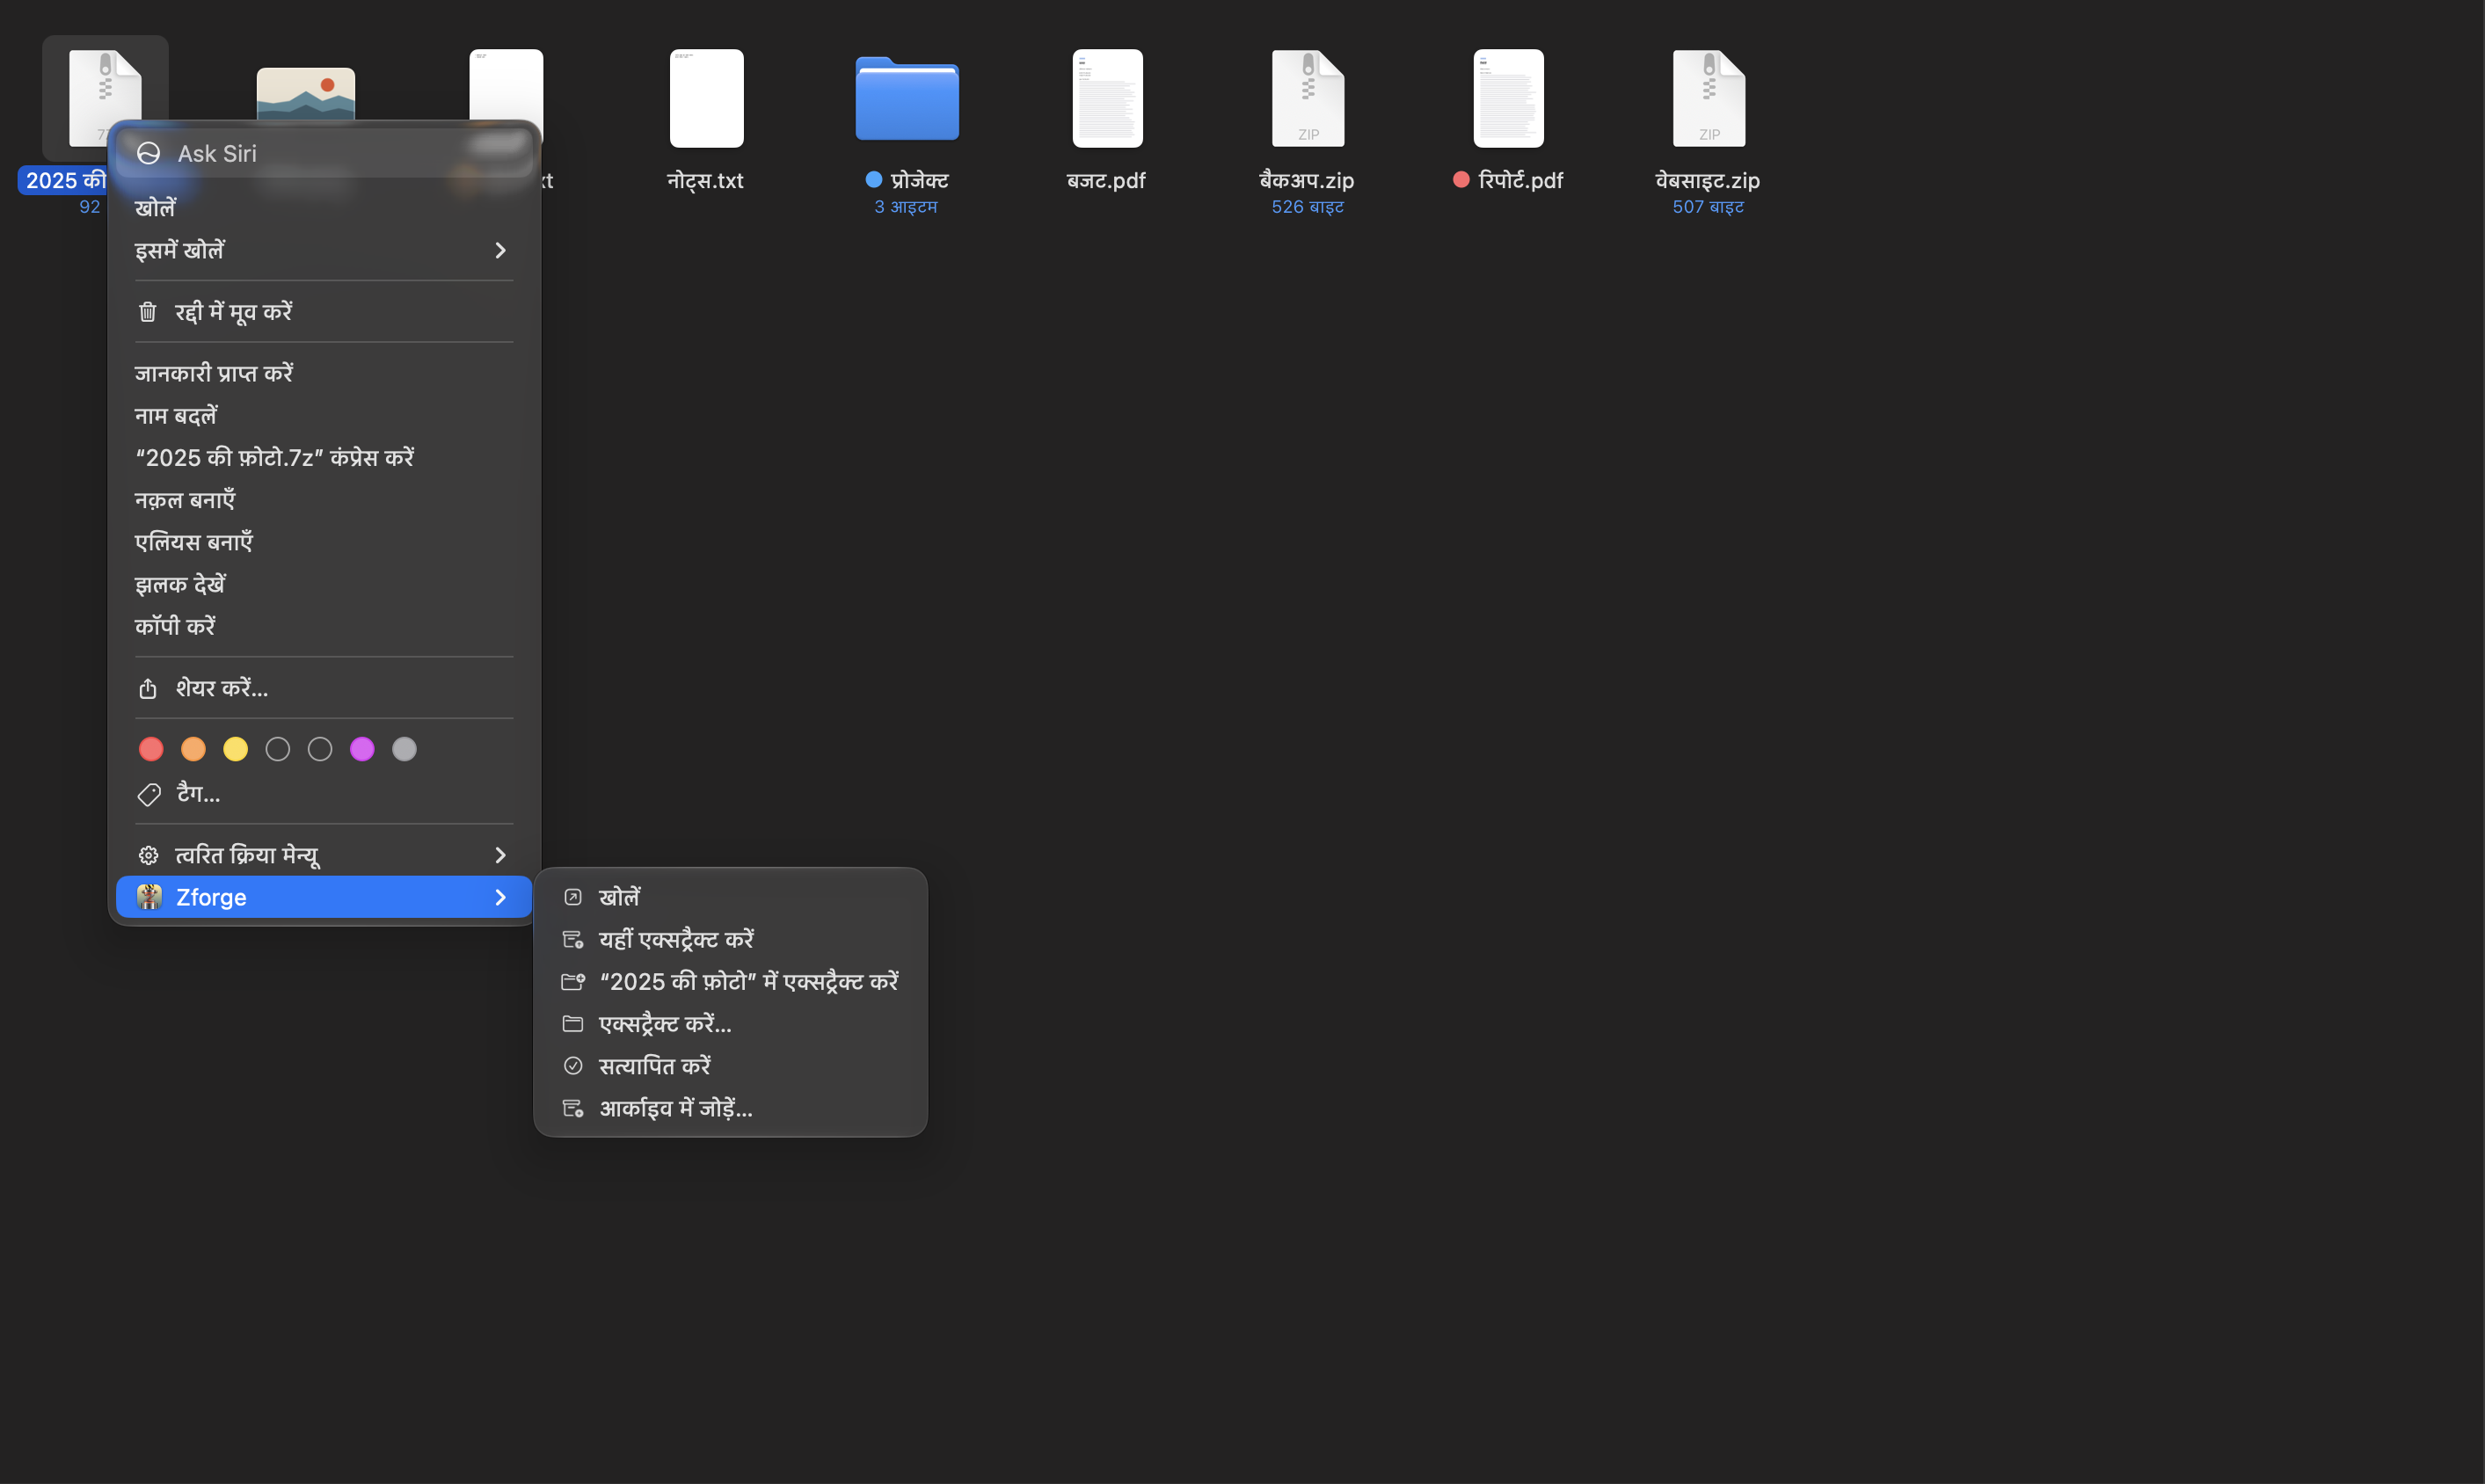 2025 की
92
नोट्स.txt
प्रोजेक्ट
3 आइटम
बजट.pdf
बैकअप.zip
526 बाइट
रिपोर्ट.pdf
वेबसाइट.zip
507 बाइट
ZIP
ZIP
Ask Siri
खोलें
इसमें खोलें
रद्दी में मूव करें
जानकारी प्राप्त करें
नाम बदलें
“2025 की फ़ोटो.7z” कंप्रेस करें
नक़ल बनाएँ
एलियस बनाएँ
झलक देखें
कॉपी करें
शेयर करें...
टैग...
त्वरित क्रिया मेन्यू
Zforge
खोलें
यहीं एक्सट्रैक्ट करें
“2025 की फ़ोटो” में एक्सट्रैक्ट करें
एक्सट्रैक्ट करें...
सत्यापित करें
आर्काइव में जोड़ें...